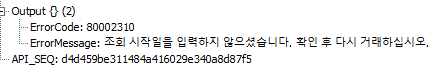 Output {} (2)
ErrorCode: 80002310
ErrorMessage: 조회 시작일을 입력하지 않으셨습니다. 확인 후 다시 거래하십시오.
API_SEQ: d4d459be311484a416029e340a8d87f5